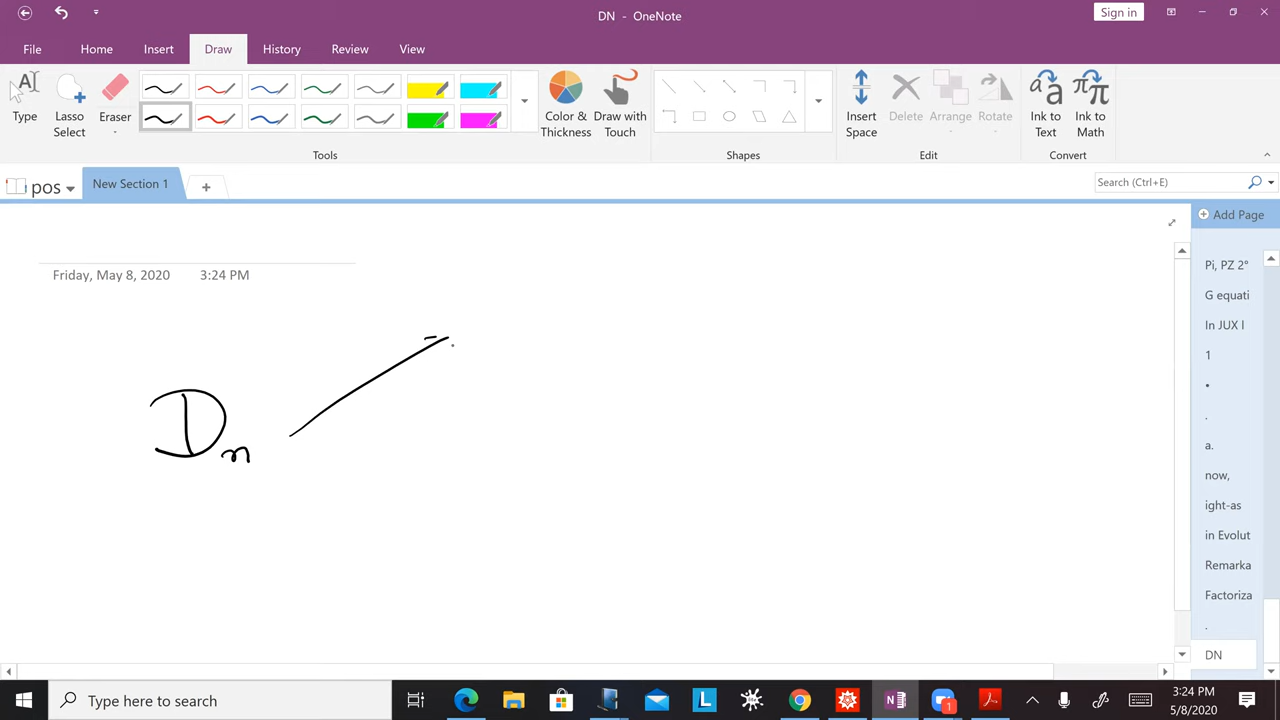 DN - OneNote
Sign in
File Home Insert Draw History Review View
Type Lasso Select Eraser Color & Thickness Draw with Touch Insert Space Delete Arrange Rotate Ink to Text Ink to Math
Tools Shapes Edit Convert
pos New Section 1 Search (Ctrl+E)
Add Page
Friday, May 8, 2020 3:24 PM
Pi, PZ 2°
G equati
In JUX l
1
•
.
a.
now,
ight-as
in Evolut
Remarka
Factoriza
.
DN
Dn
Type here to search
3:24 PM
5/8/2020